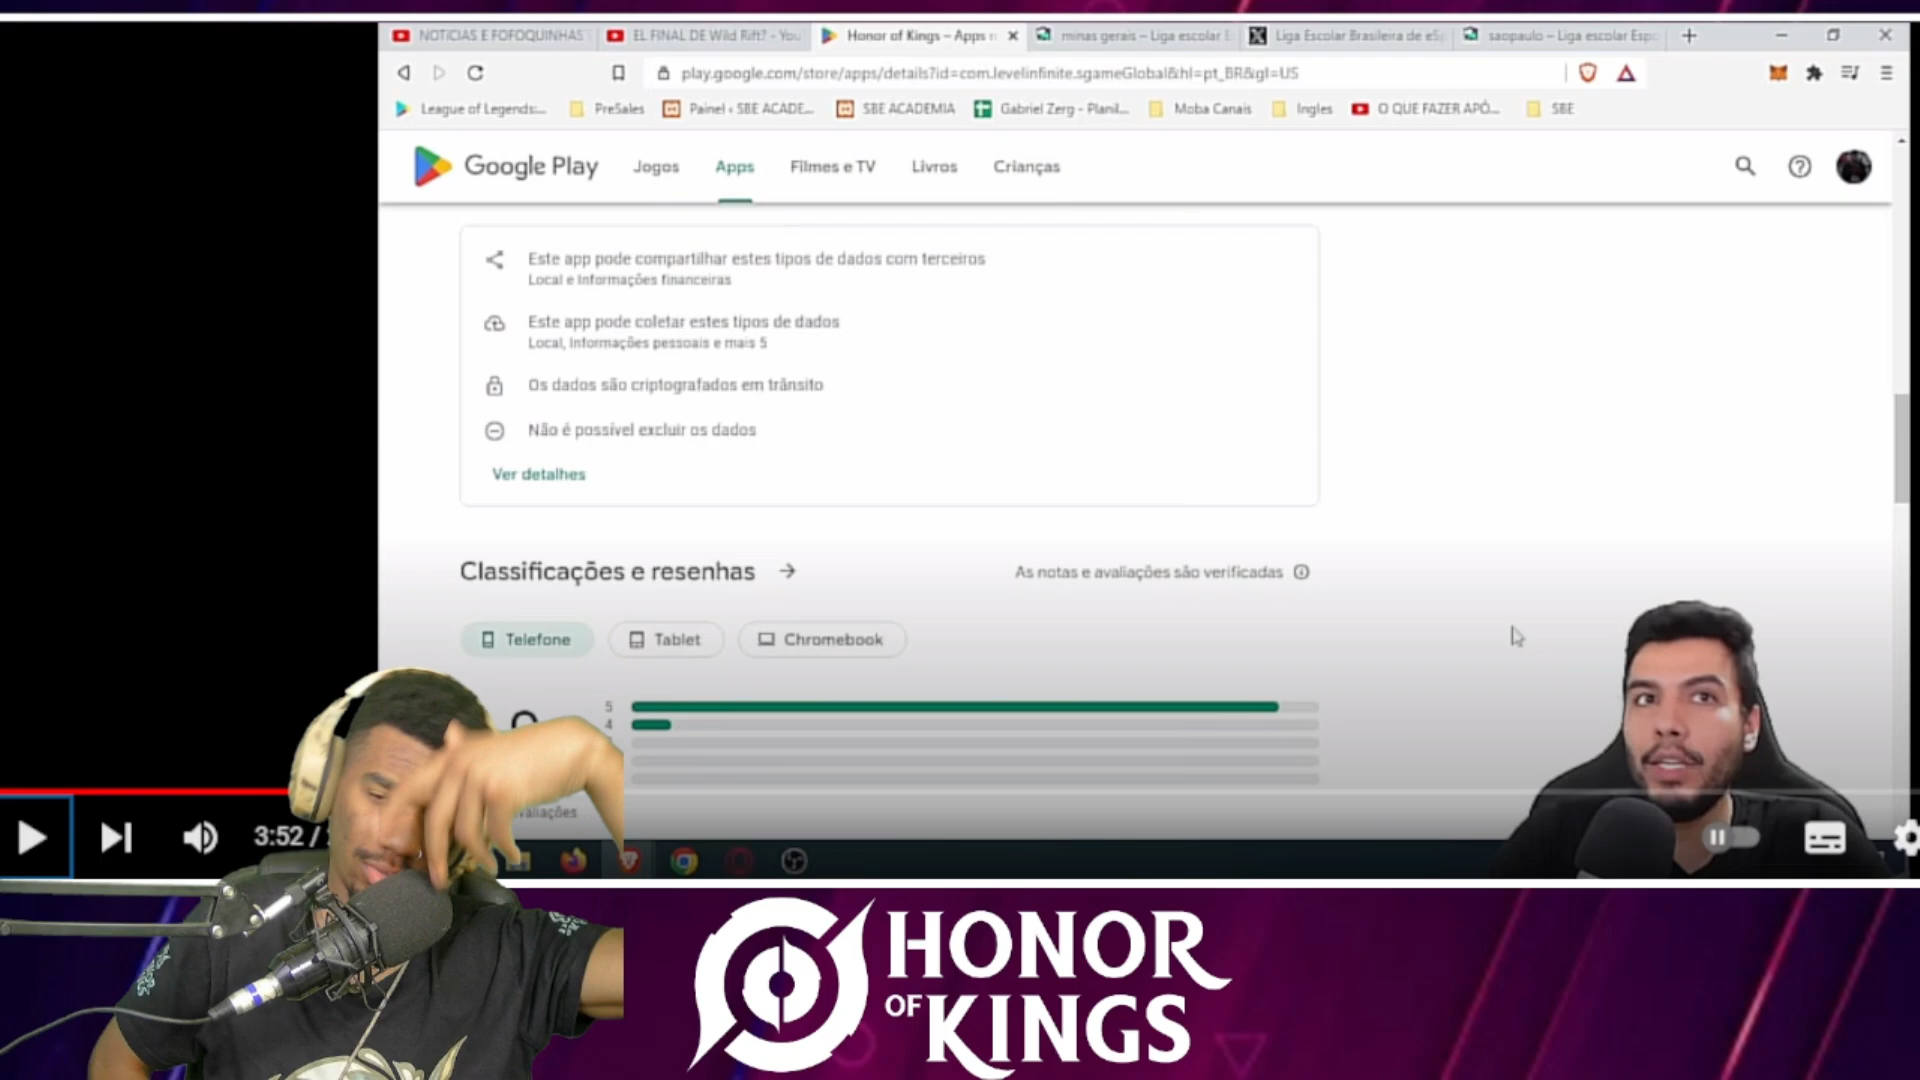 NOTICIAS E FOFOQUINHAS
EL FINAL DE Wild Rift? - You
Honor of Kings – Apps n
minas gerais – Liga escolar E
Liga Escolar Brasileira de eSp
saopaulo – Liga escolar Espo
play.google.com/store/apps/details?id=com.levelinfinite.sgameGlobal&hl=pt_BR&gl=US
League of Legends:...
PreSales
Painel ‹ SBE ACADE...
SBE ACADEMIA
Gabriel Zerg - Planil...
Moba Canais
Ingles
O QUE FAZER APÓ...
SBE
Google Play
Jogos
Apps
Filmes e TV
Livros
Crianças
Este app pode compartilhar estes tipos de dados com terceiros
Local e Informações financeiras
Este app pode coletar estes tipos de dados
Local, Informações pessoais e mais 5
Os dados são criptografados em trânsito
Não é possível excluir os dados
Ver detalhes
Classificações e resenhas
As notas e avaliações são verificadas
Telefone
Tablet
Chromebook
5
4
3:52 /
HONOR
OF KINGS